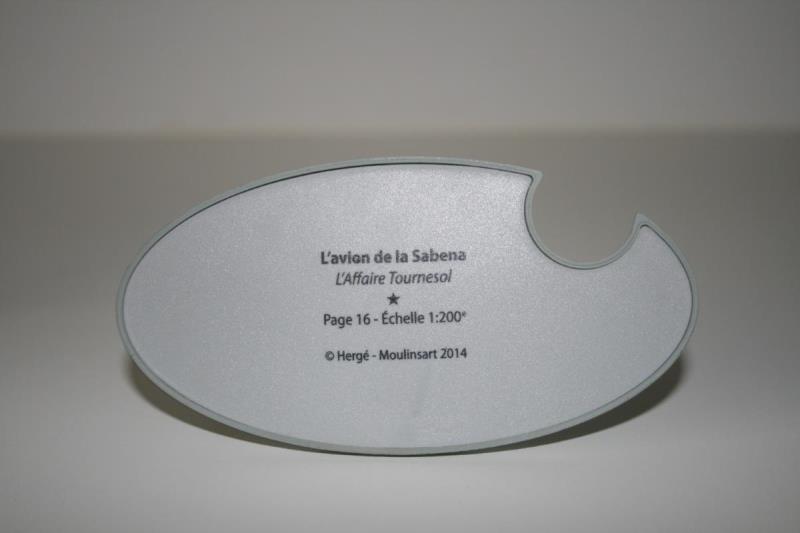 L'avion de la Sabena
L'Affaire Tournesol
★
Page 16 - Échelle 1:200ᵉ
© Hergé - Moulinsart 2014